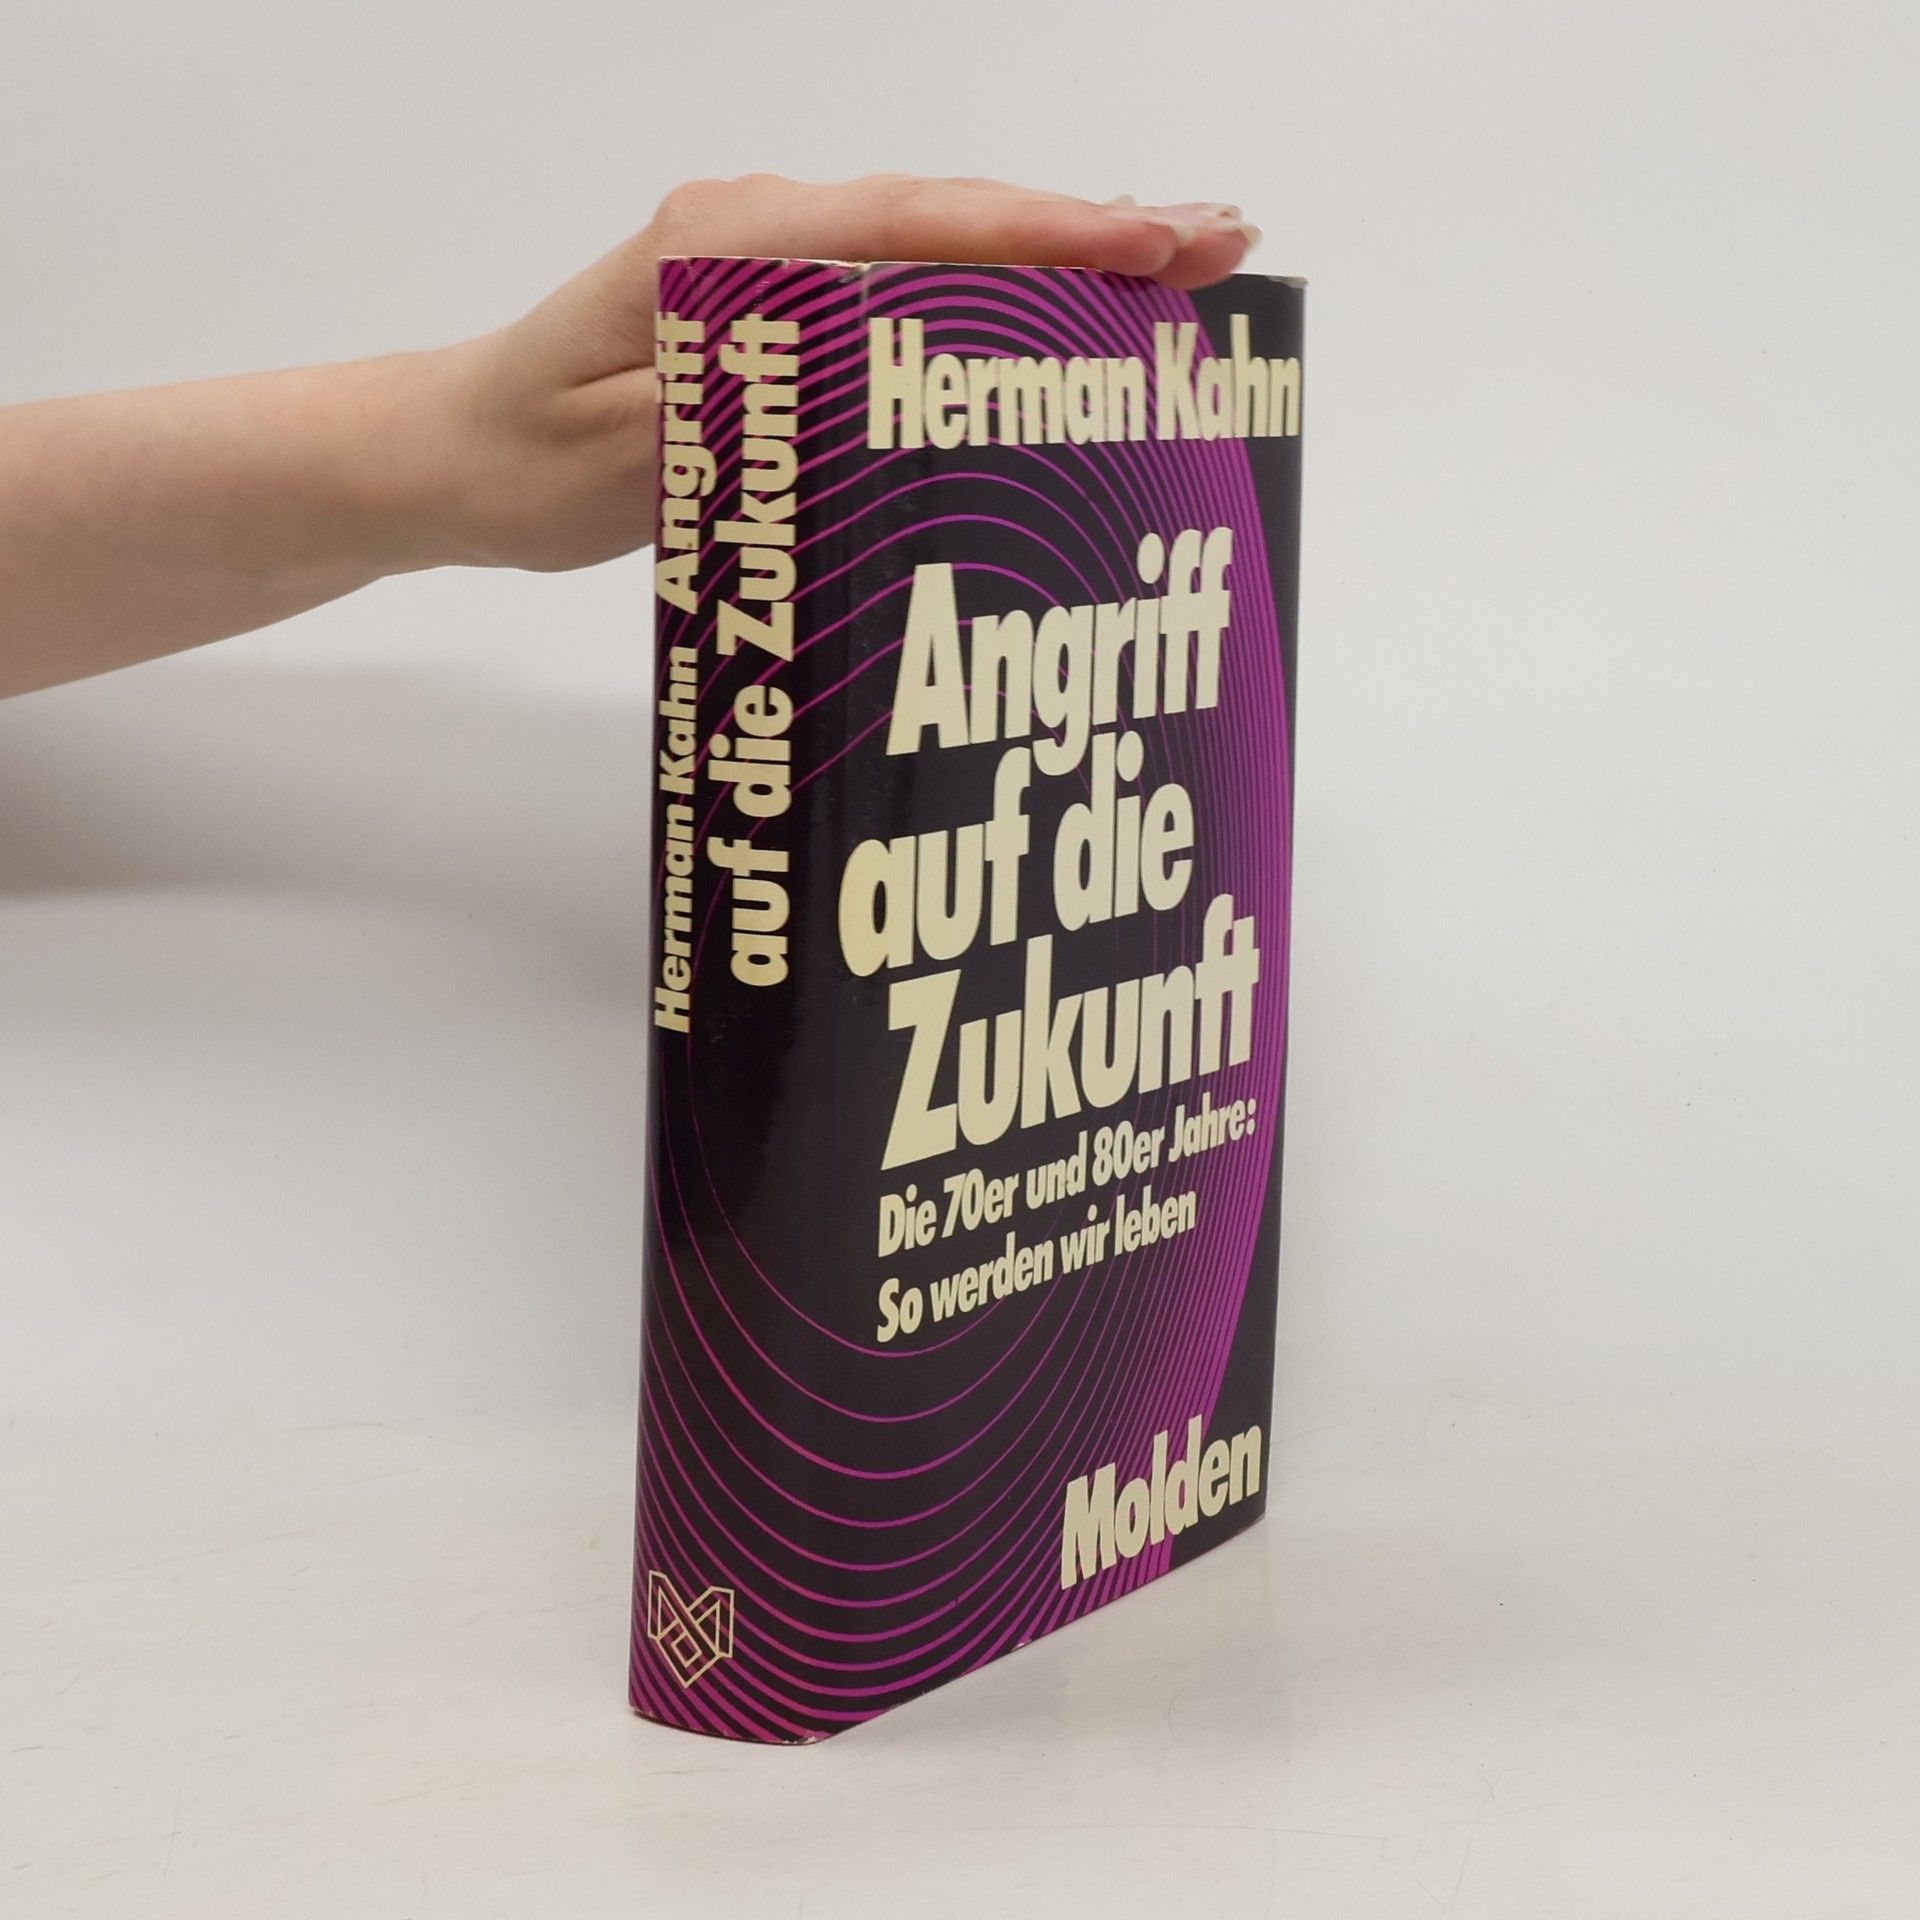 Herman Kahn Angriff
auf die Zukunft
Herman Kahn
Angriff
auf die
Zukunft
Die 70er und 80er Jahre:
So werden wir leben
Molden